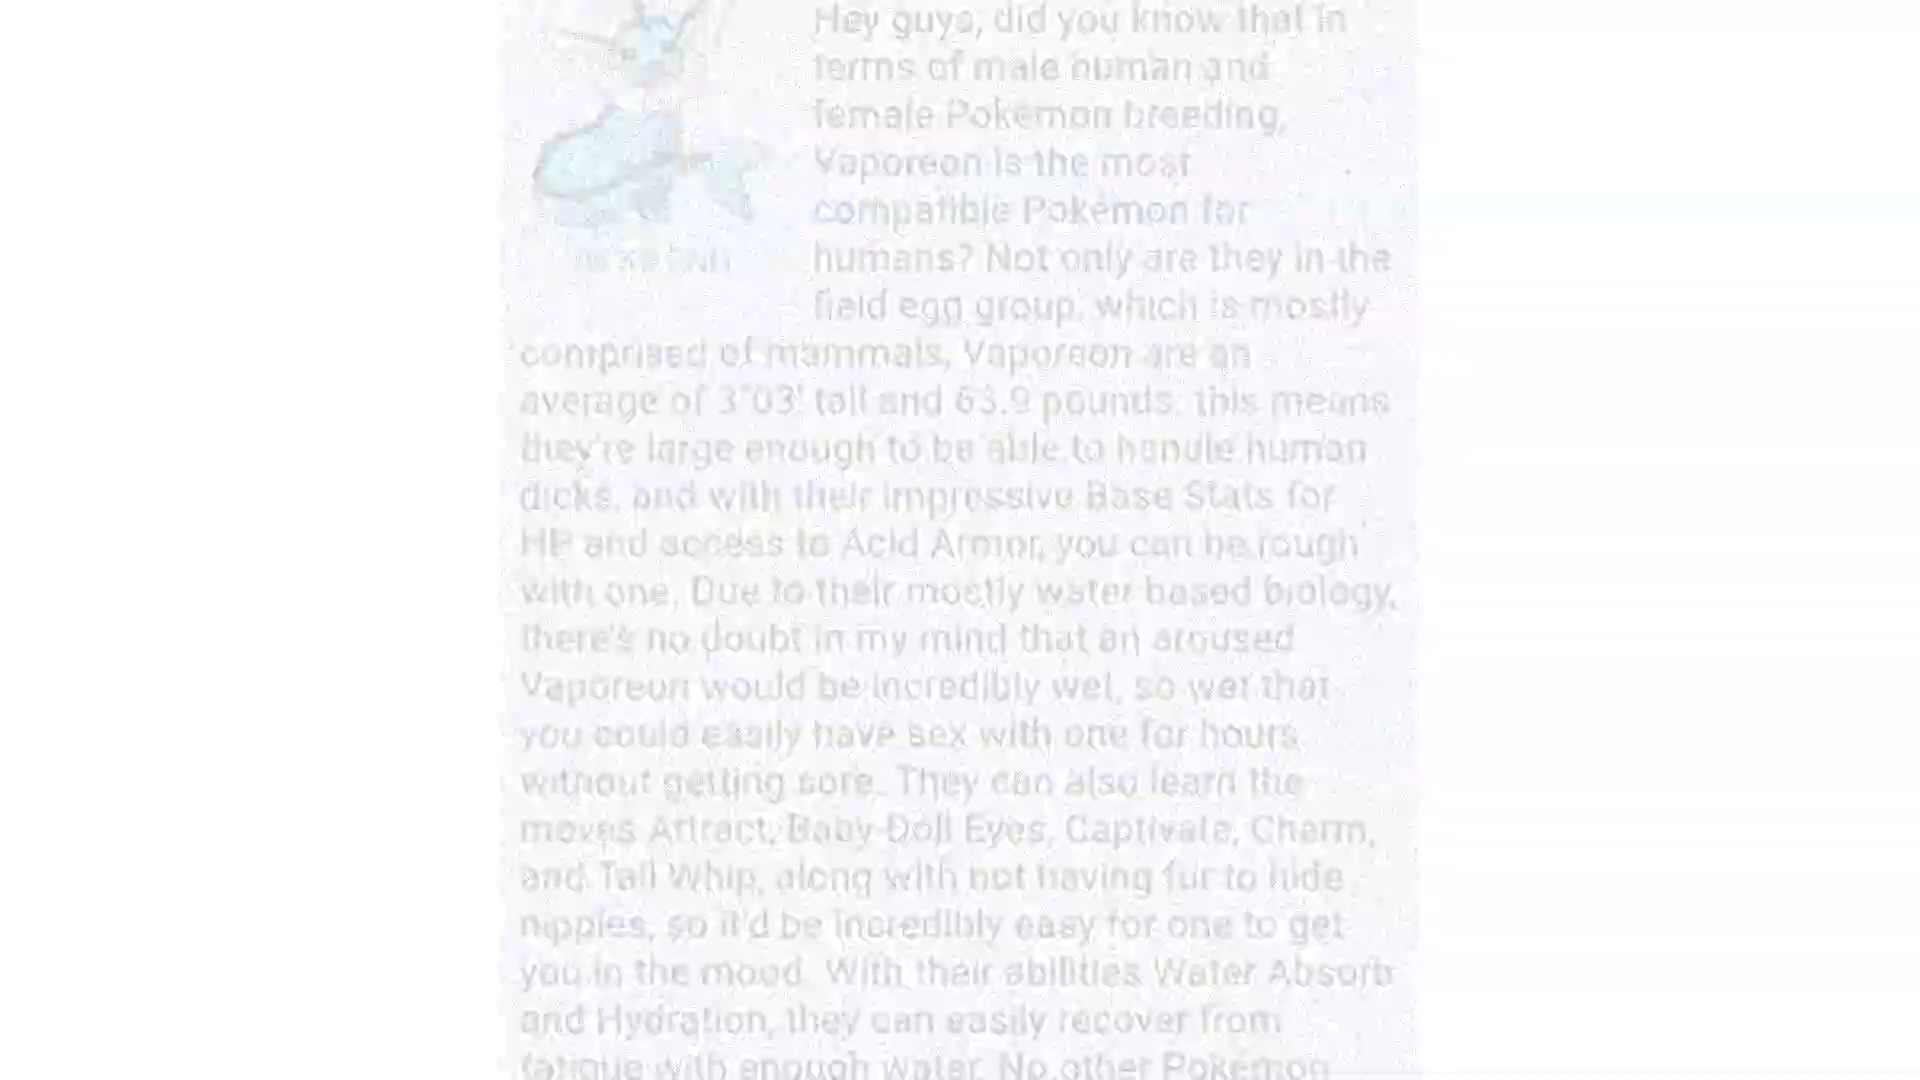 Hey guys, did you know that in
terms of male human and
female Pokémon breeding,
Vaporeon is the most
compatible Pokémon for
humans? Not only are they in the
field egg group, which is mostly
comprised of mammals, Vaporeon are an
average of 3"03' tall and 63.9 pounds, this means
they're large enough to be able to handle human
dicks, and with their impressive Base Stats for
HP and access to Acid Armor, you can be rough
with one. Due to their mostly water based biology,
there's no doubt in my mind that an aroused
Vaporeon would be incredibly wet, so wet that
you could easily have sex with one for hours
without getting sore. They can also learn the
moves Attract, Baby-Doll Eyes, Captivate, Charm,
and Tail Whip, along with not having fur to hide
nipples, so it'd be incredibly easy for one to get
you in the mood. With their abilities Water Absorb
and Hydration, they can easily recover from
fatigue with enough water. No other Pokémon